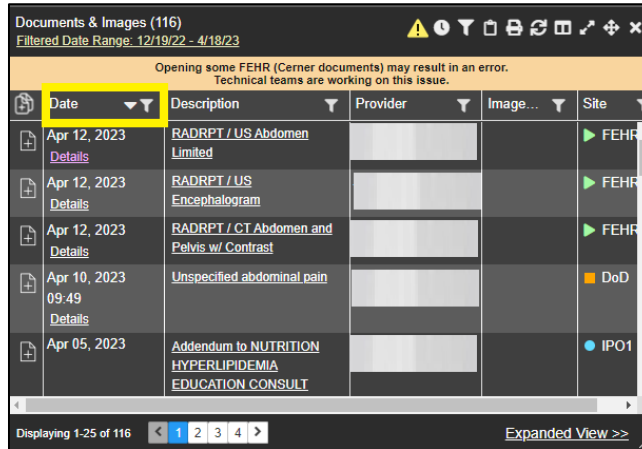 Documents & Images (116)
Filtered Date Range: 12/19/22 - 4/18/23
Opening some FEHR (Cerner documents) may result in an error.
Technical teams are working on this issue.
Date Description Provider Image... Site
Apr 12, 2023 RADRPT / US Abdomen FEHR
Details Limited
Apr 12, 2023 RADRPT / US FEHR
Details Encephalogram
Apr 12, 2023 RADRPT / CT Abdomen and FEHR
Details Pelvis w/ Contrast
Apr 10, 2023 Unspecified abdominal pain DoD
09:49
Details
Apr 05, 2023 Addendum to NUTRITION IPO1
HYPERLIPIDEMIA
EDUCATION CONSULT
Displaying 1-25 of 116 < 1 2 3 4 > Expanded View >>